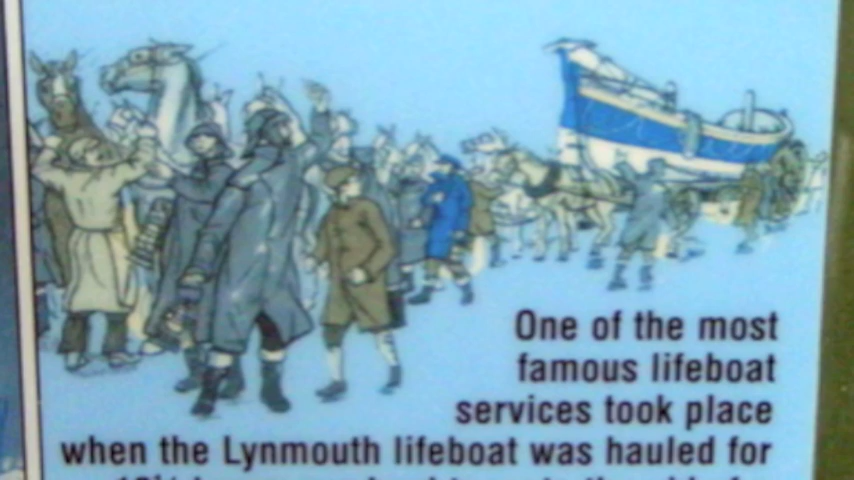 One of the most
famous lifeboat
services took place
when the Lynmouth lifeboat was hauled for